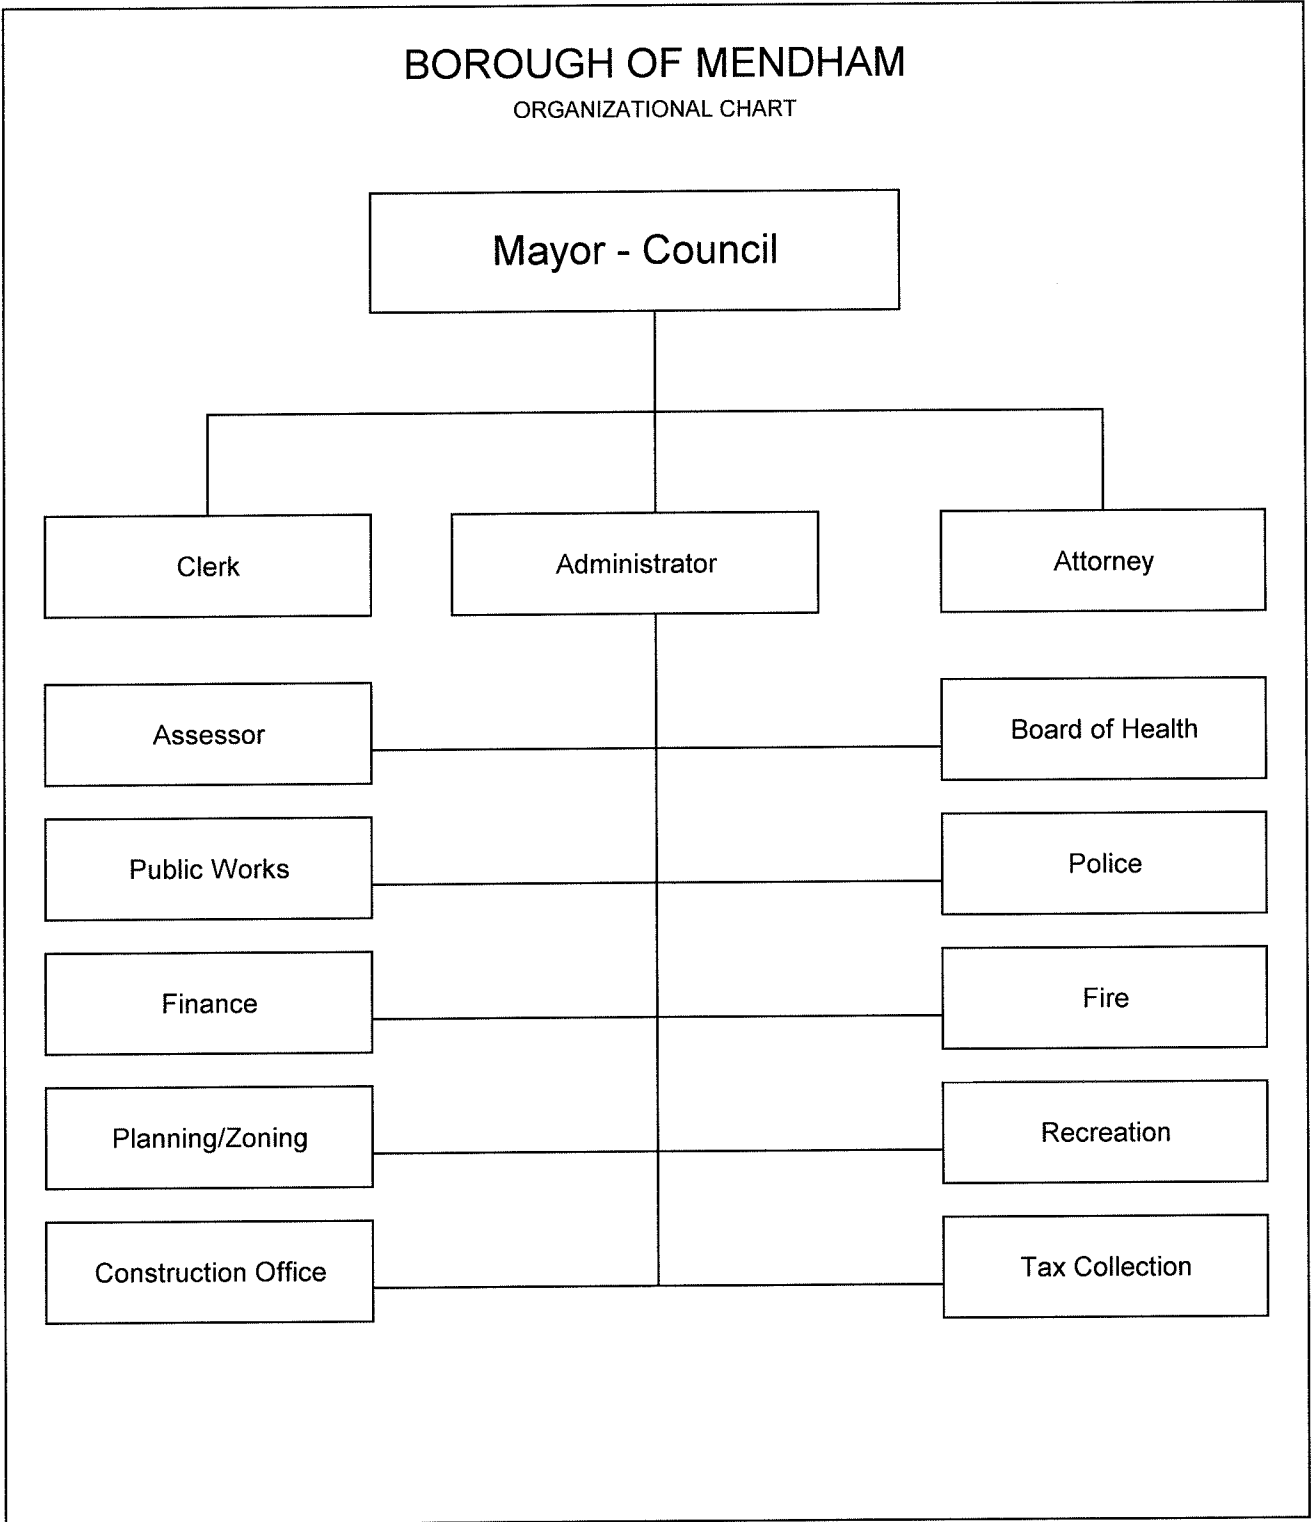 BOROUGH OF MENDHAM
ORGANIZATIONAL CHART
Mayor - Council
Clerk
Administrator
Attorney
Assessor
Board of Health
Public Works
Police
Finance
Fire
Planning/Zoning
Recreation
Construction Office
Tax Collection